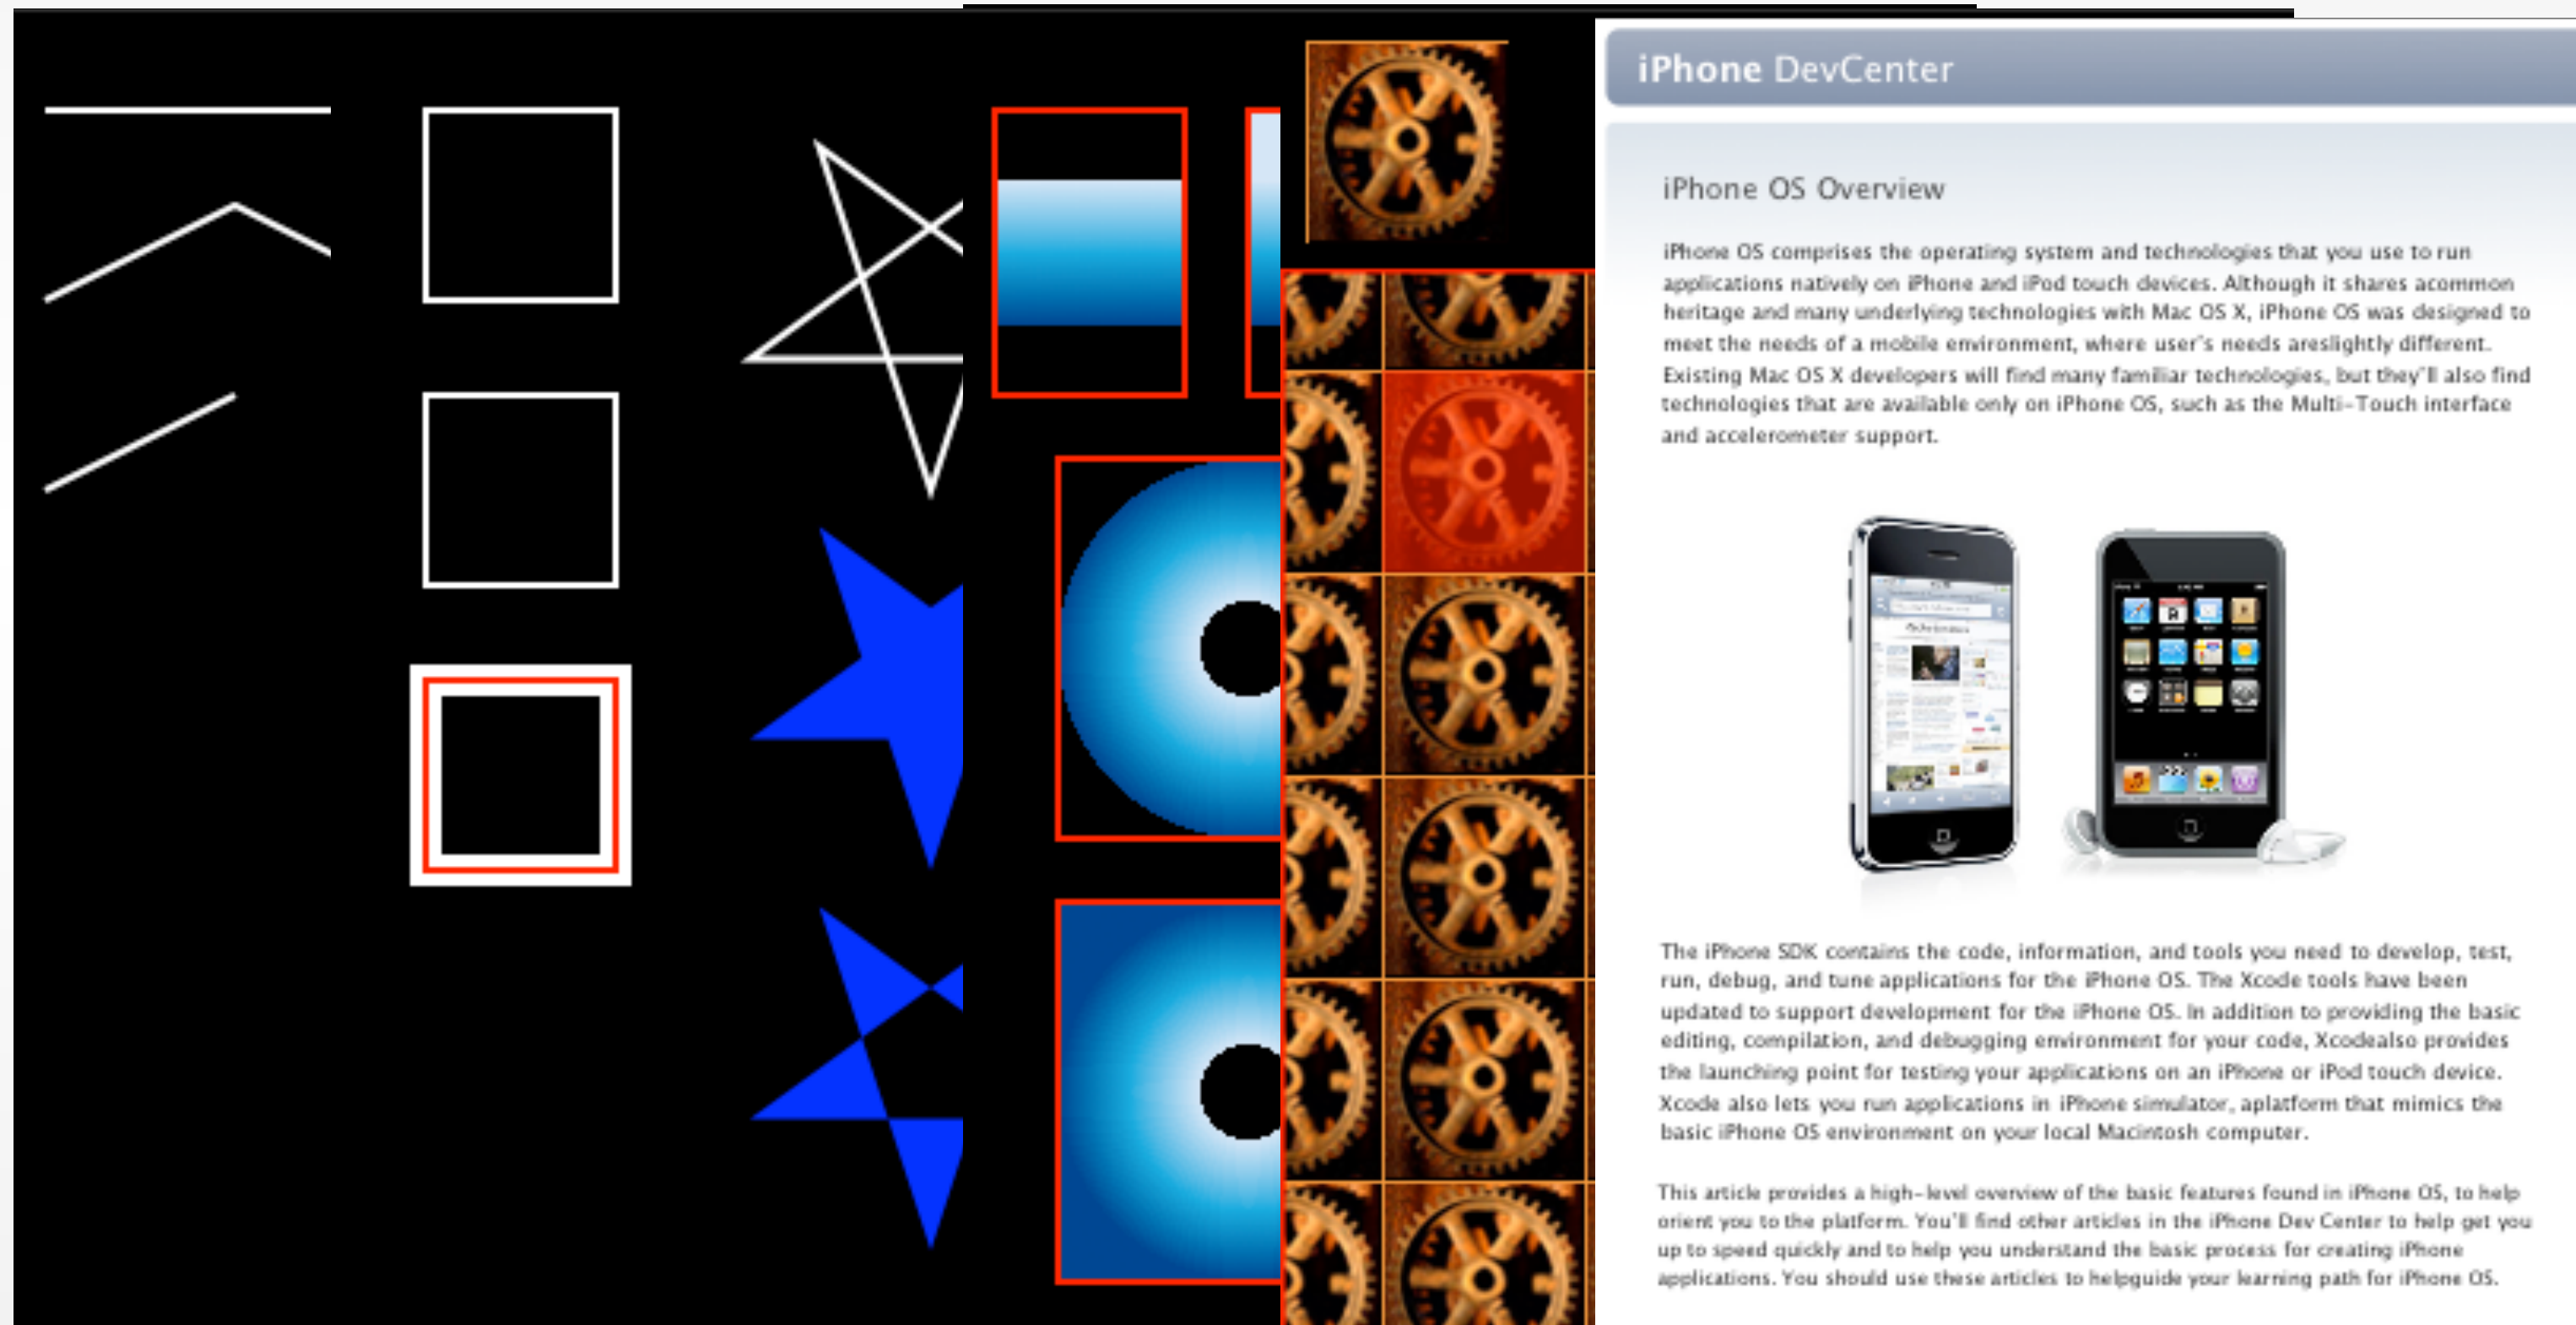 iPhone DevCenter
iPhone OS Overview
iPhone OS comprises the operating system and technologies that you use to run
applications natively on iPhone and iPod touch devices. Although it shares acommon
heritage and many underlying technologies with Mac OS X, iPhone OS was designed to
meet the needs of a mobile environment, where user's needs areslightly different.
Existing Mac OS X developers will find many familiar technologies, but they'll also find
technologies that are available only on iPhone OS, such as the Multi-Touch interface
and accelerometer support.
The iPhone SDK contains the code, information, and tools you need to develop, test,
run, debug, and tune applications for the iPhone OS. The Xcode tools have been
updated to support development for the iPhone OS. In addition to providing the basic
editing, compilation, and debugging environment for your code, Xcodealso provides
the launching point for testing your applications on an iPhone or iPod touch device.
Xcode also lets you run applications in iPhone simulator, aplatform that mimics the
basic iPhone OS environment on your local Macintosh computer.
This article provides a high-level overview of the basic features found in iPhone OS, to help
orient you to the platform. You'll find other articles in the iPhone Dev Center to help get you
up to speed quickly and to help you understand the basic process for creating iPhone
applications. You should use these articles to helpguide your learning path for iPhone OS.